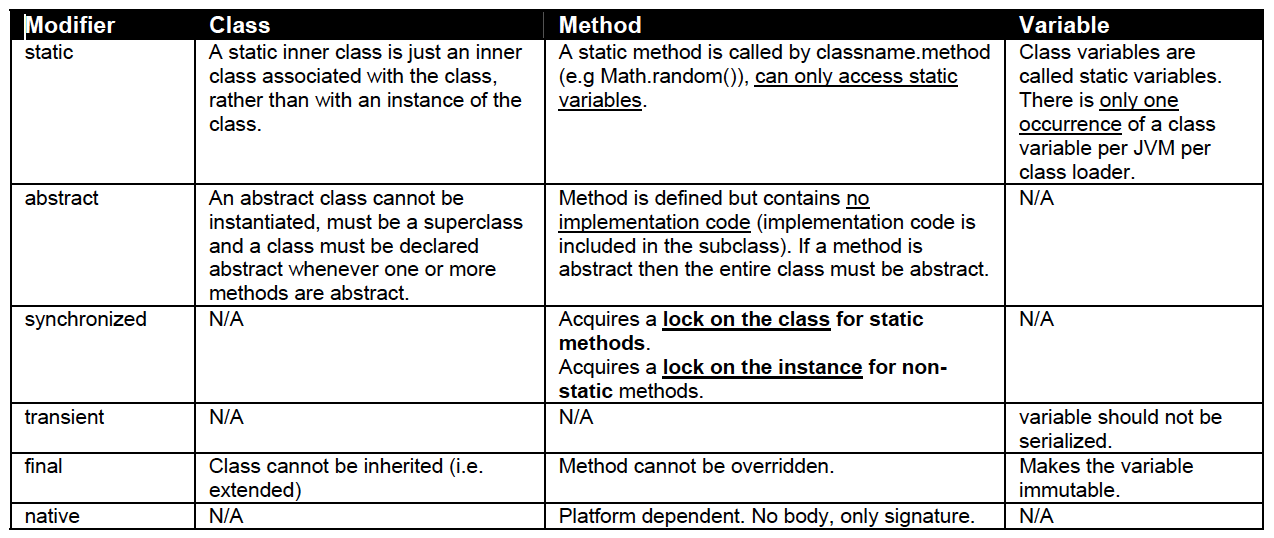 Modifier Class Method Variable
static
A static inner class is just an inner
class associated with the class,
rather than with an instance of the
class.
A static method is called by classname.method
(e.g Math.random()), can only access static
variables.
Class variables are
called static variables.
There is only one
occurrence of a class
variable per JVM per
class loader.
abstract
An abstract class cannot be
instantiated, must be a superclass
and a class must be declared
abstract whenever one or more
methods are abstract.
Method is defined but contains no
implementation code (implementation code is
included in the subclass). If a method is
abstract then the entire class must be abstract.
N/A
synchronized
N/A
Acquires a lock on the class for static
methods.
Acquires a lock on the instance for non-
static methods.
N/A
transient
N/A
N/A
variable should not be
serialized.
final
Class cannot be inherited (i.e.
extended)
Method cannot be overridden.
Makes the variable
immutable.
native
N/A
Platform dependent. No body, only signature.
N/A